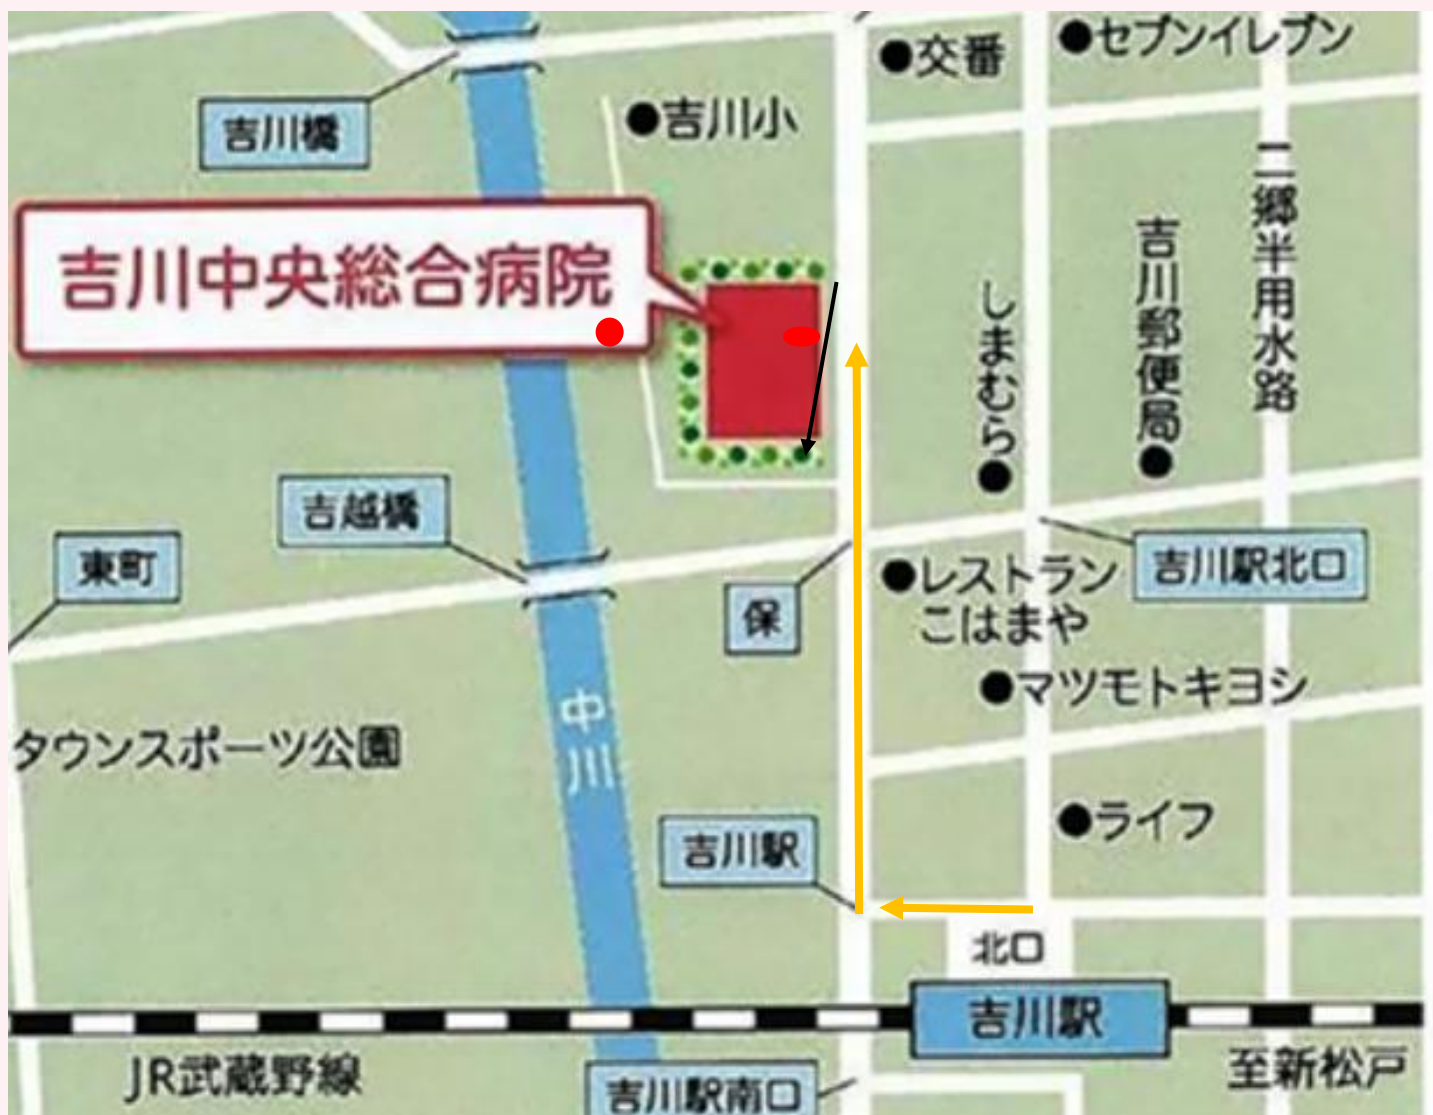 ●交番
●セブンイレブン
吉川橋
●吉川小
二郷半用水路
吉川中央総合病院
吉川郵便局●
しまむら●
吉越橋
東町
保
●レストラン
こはまや
吉川駅北口
●マツモトキヨシ
中川
タウンスポーツ公園
●ライフ
吉川駅
北口
吉川駅
JR武蔵野線
至新松戸
吉川駅南口